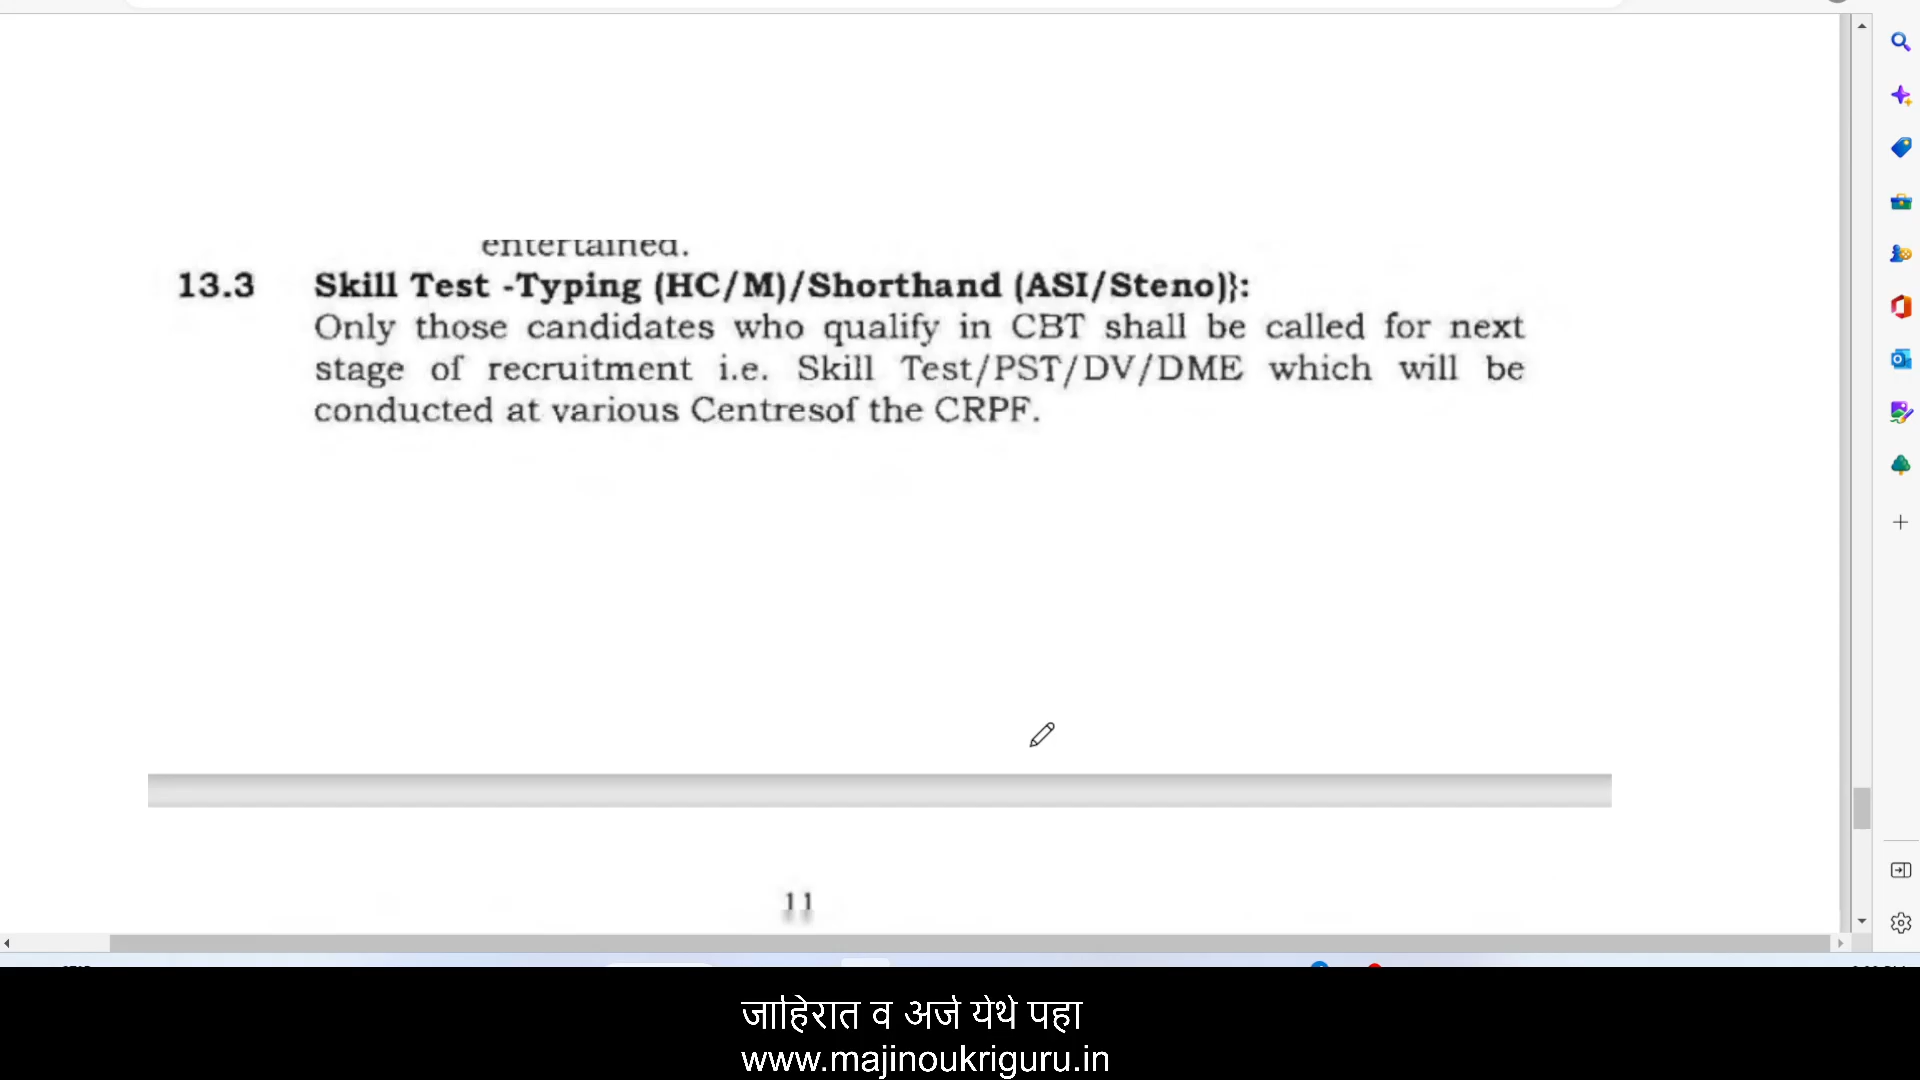 entertained.
13.3 Skill Test -Typing (HC/M)/Shorthand (ASI/Steno)}:
Only those candidates who qualify in CBT shall be called for next
stage of recruitment i.e. Skill Test/PST/DV/DME which will be
conducted at various Centresof the CRPF.
11
जाहिरात व अर्ज येथे पहा
www.majinoukriguru.in